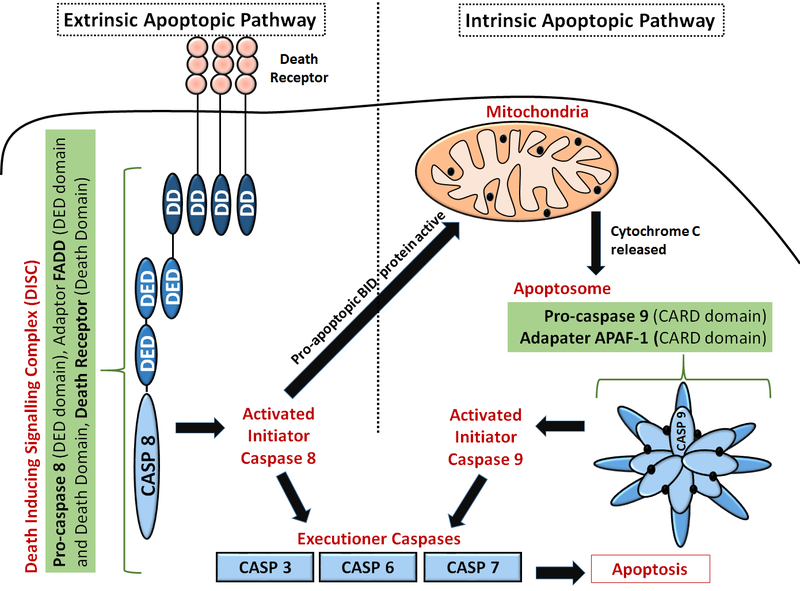 Extrinsic Apoptopic Pathway
Intrinsic Apoptopic Pathway
Death
Receptor
Mitochondria
DD
DD
DD
DD
DED
DED
DED
CASP 8
Death Inducing Signalling Complex (DISC)
Pro-caspase 8 (DED domain), Adaptor FADD (DED domain
and Death Domain, Death Receptor (Death Domain)
Pro-apoptopic BID protein active
Cytochrome C
released
Apoptosome
Pro-caspase 9 (CARD domain)
Adapater APAF-1 (CARD domain)
CASP 9
Activated
Initiator
Caspase 8
Activated
Initiator
Caspase 9
Executioner Caspases
CASP 3
CASP 6
CASP 7
Apoptosis